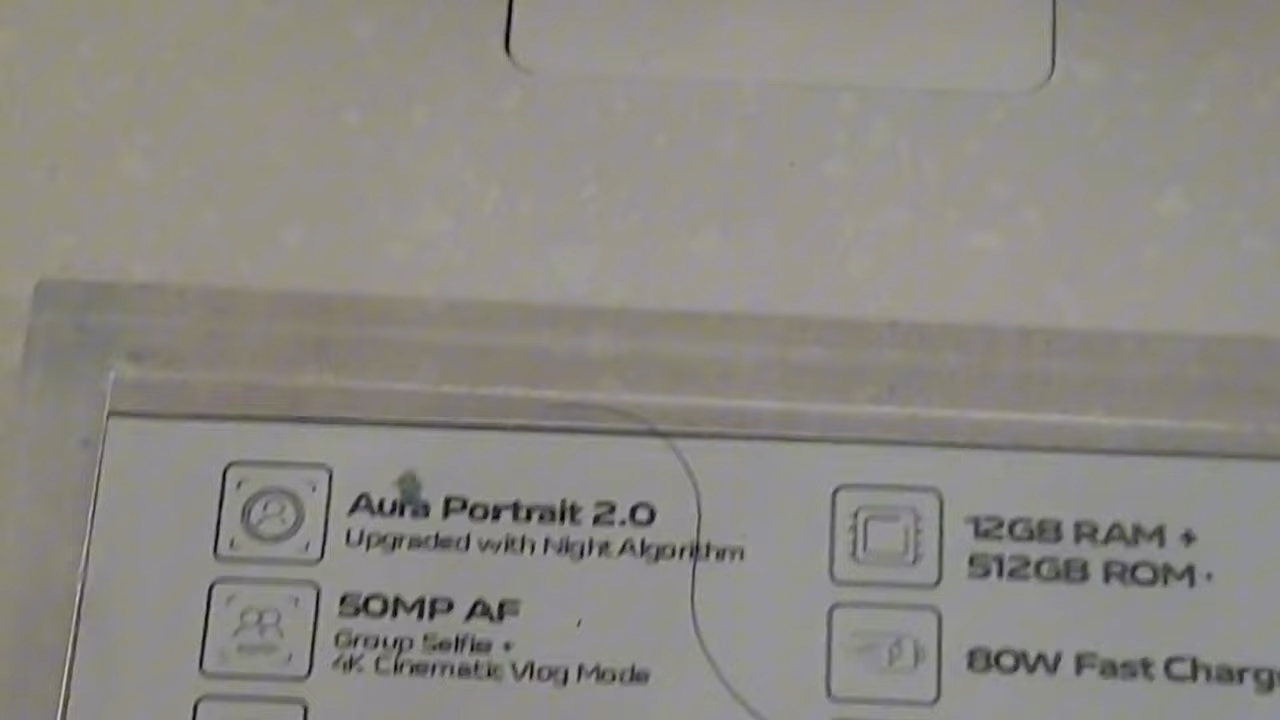 Aura Portrait 2.0
Upgraded with Night Algorithm
50MP AF
Group Selfie +
4K Cinematic Vlog Mode
12GB RAM +
512GB ROM·
80W Fast Charg